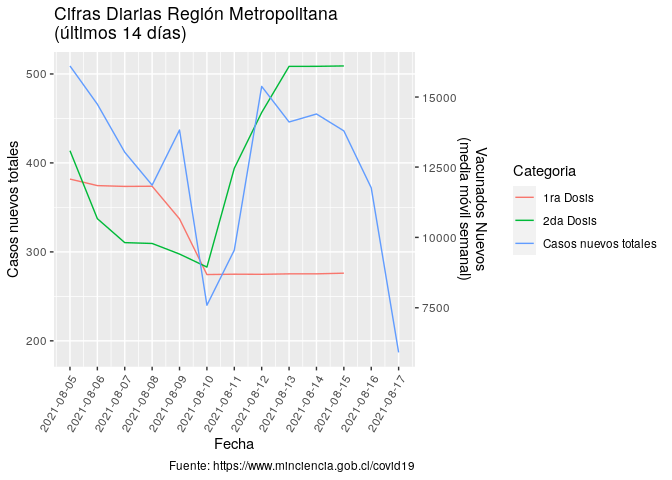 Cifras Diarias Región Metropolitana
(últimos 14 días)
Casos nuevos totales
500
400
300
200
15000
12500
10000
7500
Vacunados Nuevos
(media móvil semanal)
Categoria
1ra Dosis
2da Dosis
Casos nuevos totales
2021-08-05
2021-08-06
2021-08-07
2021-08-08
2021-08-09
2021-08-10
2021-08-11
2021-08-12
2021-08-13
2021-08-14
2021-08-15
2021-08-16
2021-08-17
Fecha
Fuente: https://www.minciencia.gob.cl/covid19